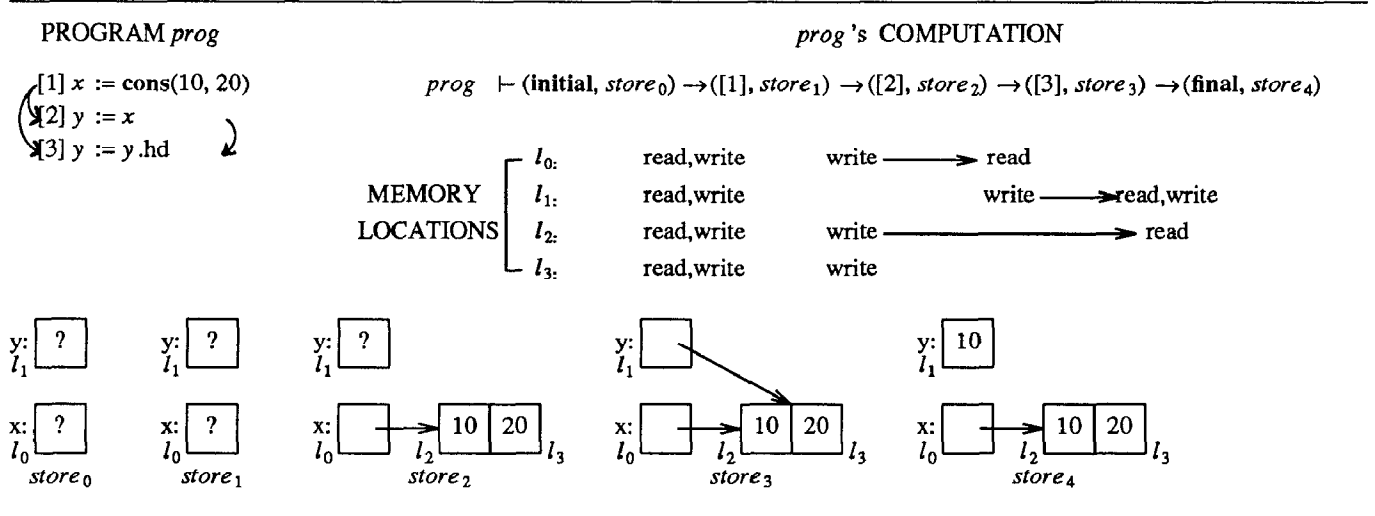 PROGRAM prog
prog's COMPUTATION
[1] x := cons(10, 20)
[2] y := x
[3] y := y.hd
prog ⊢ (initial, store₀) → ([1], store₁) → ([2], store₂) → ([3], store₃) → (final, store₄)
MEMORY LOCATIONS
l₀: read,write write → read
l₁: read,write write → read,write
l₂: read,write write → read
l₃: read,write write
y: ? y: ? y: ? y: y: 10
l₁ l₁ l₁ l₁ l₁
x: ? x: ? x: 10 20 x: 10 20 x: 10 20
l₀ l₀ l₀ l₂ l₃ l₀ l₂ l₃ l₀ l₂ l₃
store₀ store₁ store₂ store₃ store₄